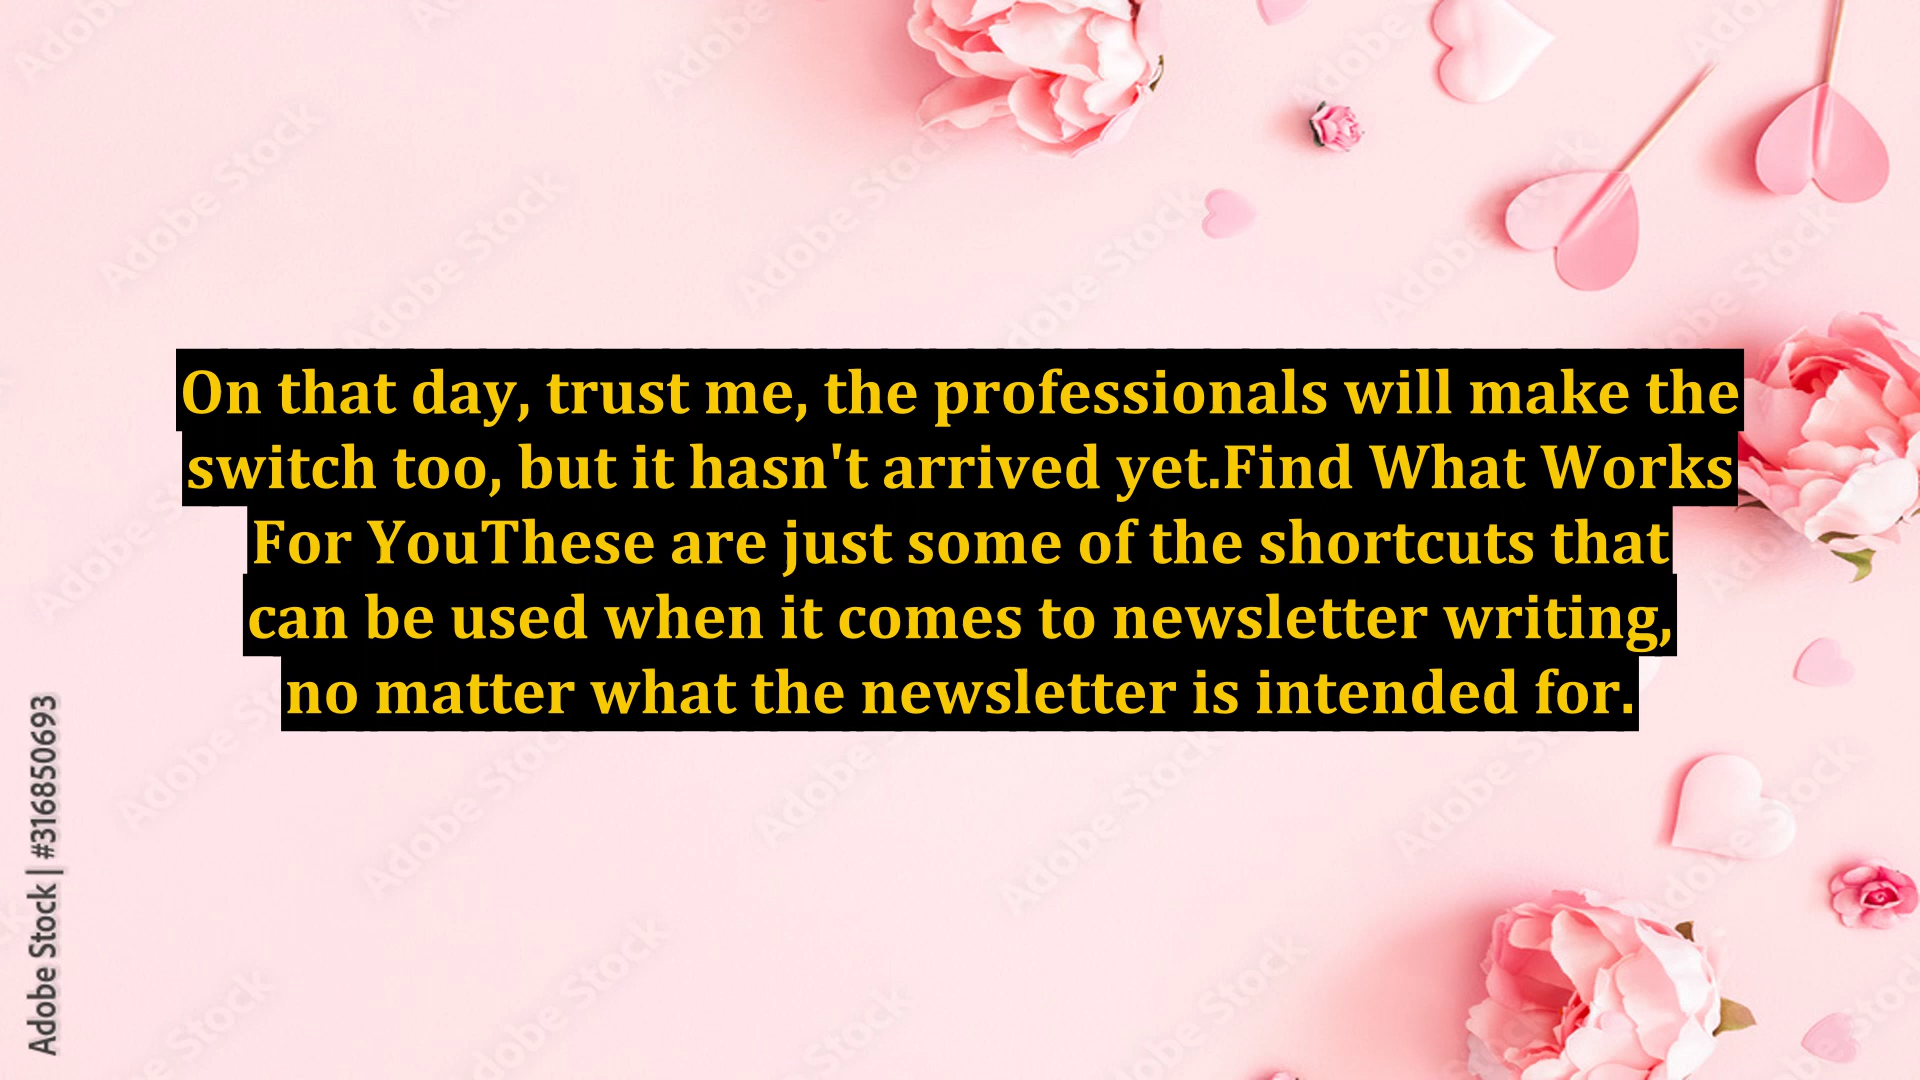 On that day, trust me, the professionals will make the
switch too, but it hasn't arrived yet.Find What Works
For YouThese are just some of the shortcuts that
can be used when it comes to newsletter writing,
no matter what the newsletter is intended for.
Adobe Stock | #316850693
Adobe Stock